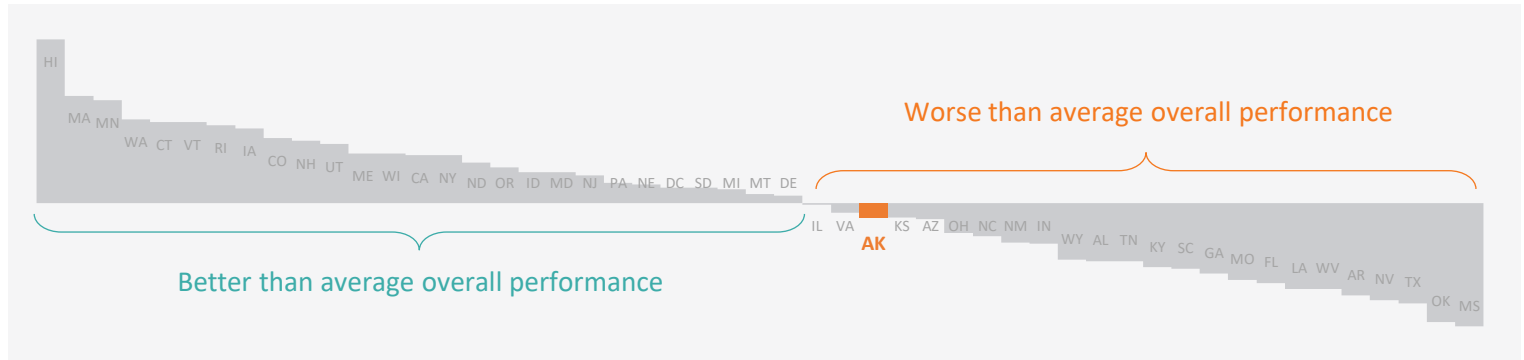 HI
MA MN
WA CT VT RI IA
CO NH UT
ME WI CA NY
ND OR ID MD NJ PA NE DC SD MI MT DE
Worse than average overall performance
IL VA AK KS AZ OH NC NM IN
WY AL TN KY SC GA MO FL LA WV AR NV TX OK MS
Better than average overall performance